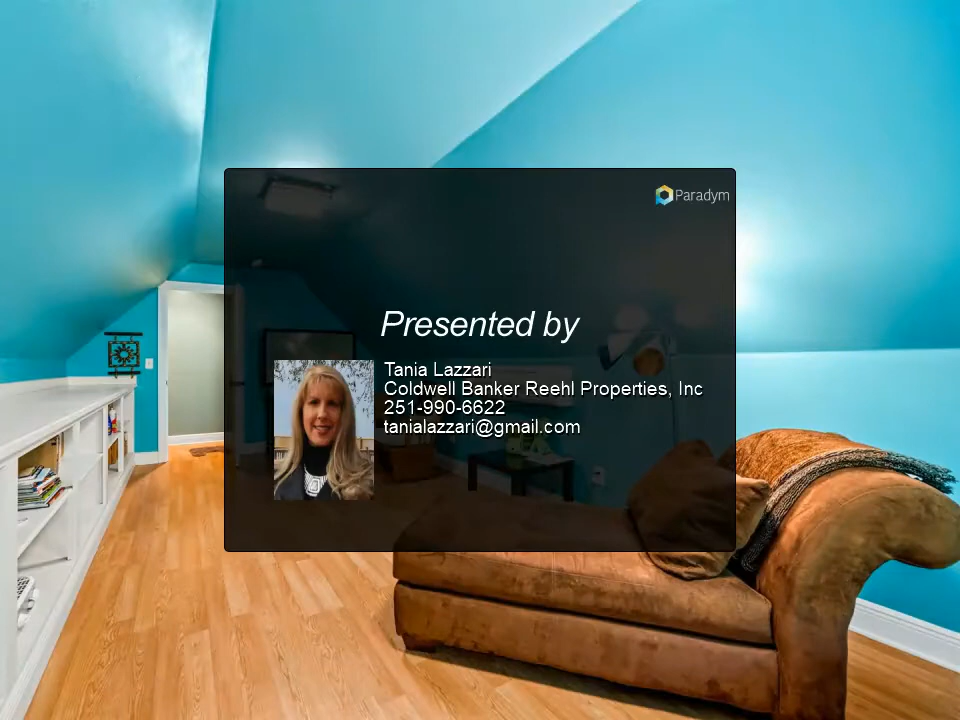 Paradym
Presented by
Tania Lazzari
Coldwell Banker Reehl Properties, Inc
251-990-6622
tanialazzari@gmail.com